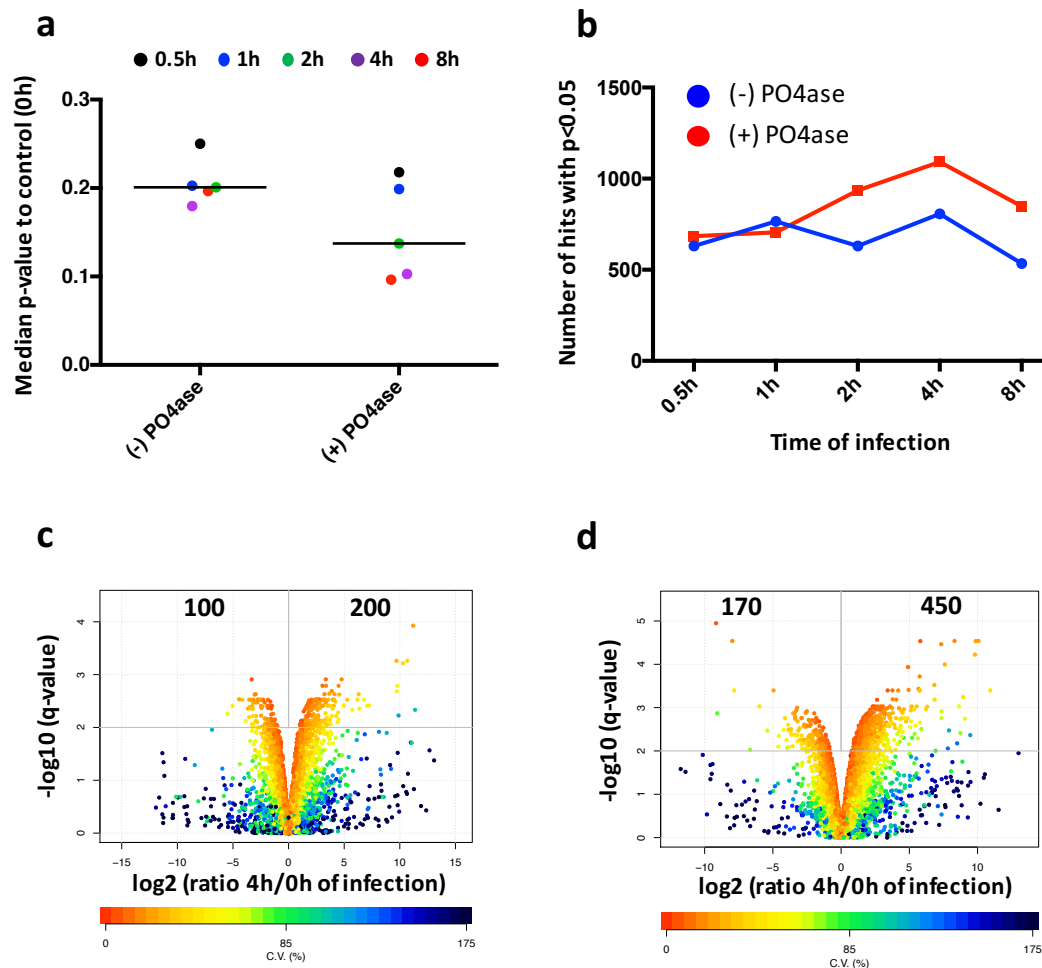 a
0.5h 1h 2h 4h 8h
Median p-value to control (0h)
0.3
0.2
0.1
0.0
(-) PO4ase
(+) PO4ase
b
(-) PO4ase
(+) PO4ase
Number of hits with p<0.05
1500
1000
500
0
0.5h 1h 2h 4h 8h
Time of infection
c
100 200
-log10 (q-value)
4
3
2
1
0
−15 −10 −5 0 5 10 15
log2 (ratio 4h/0h of infection)
0 85 175
C.V. (%)
d
170 450
-log10 (q-value)
5
4
3
2
1
0
−10 −5 0 5 10
log2 (ratio 4h/0h of infection)
0 85 175
C.V. (%)